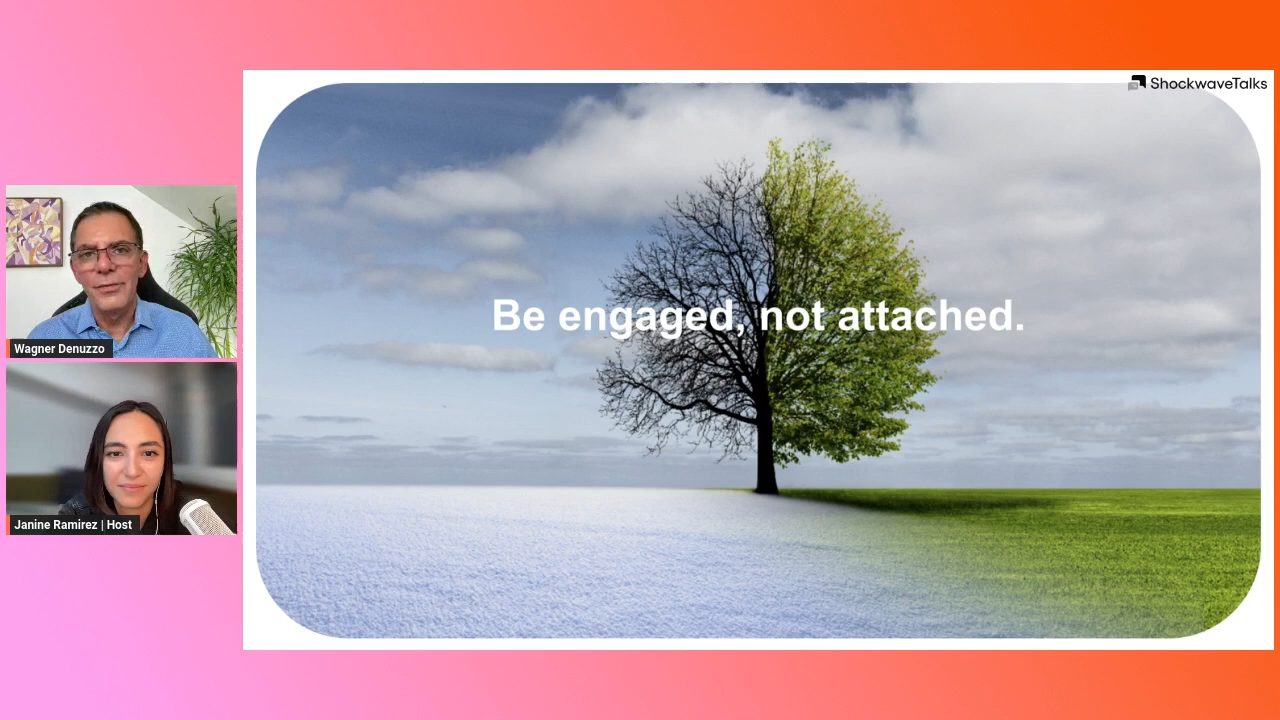 ShockwaveTalks
Be engaged, not attached.
Wagner Denuzzo
Janine Ramirez | Host